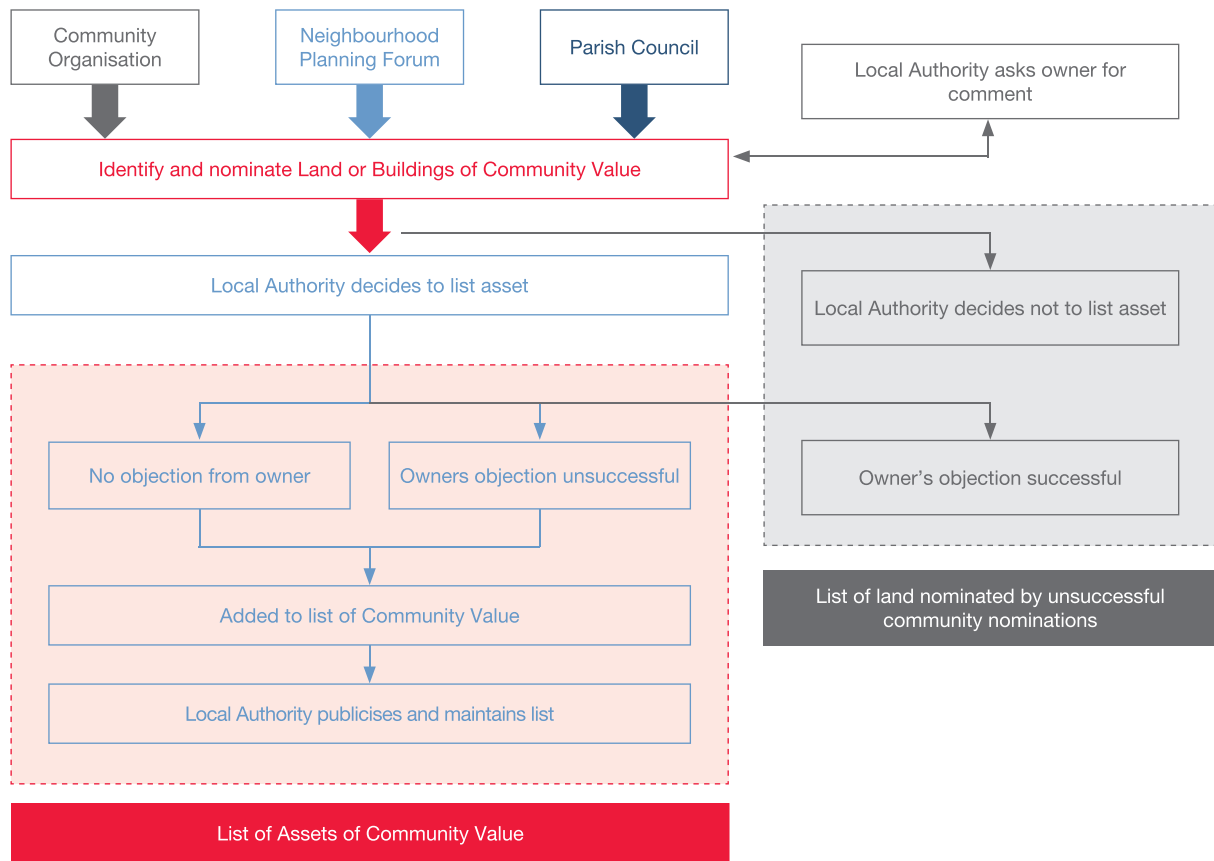 Community
Organisation
Neighbourhood
Planning Forum
Parish Council
Local Authority asks owner for
comment
Identify and nominate Land or Buildings of Community Value
Local Authority decides to list asset
Local Authority decides not to list asset
No objection from owner
Owners objection unsuccessful
Owner’s objection successful
Added to list of Community Value
List of land nominated by unsuccessful
community nominations
Local Authority publicises and maintains list
List of Assets of Community Value